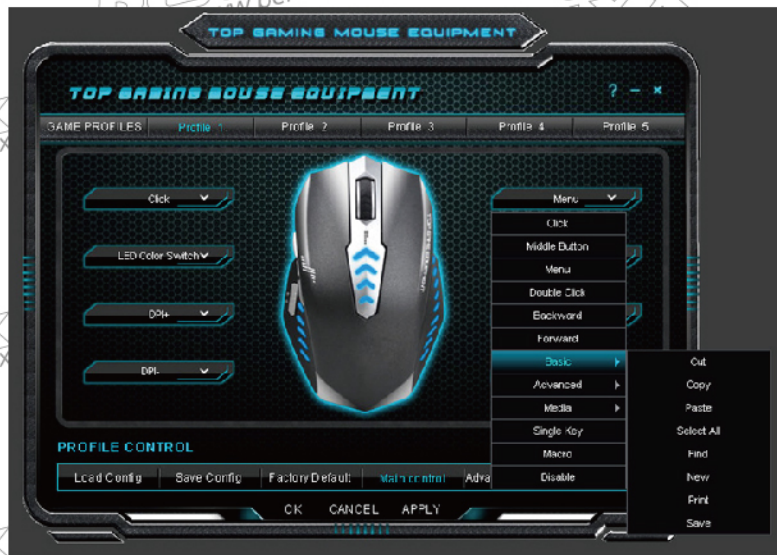 TOP GAMING MOUSE EQUIPMENT
TOP GAMING MOUSE EQUIPMENT
? – ×
GAME PROFILES Profile 1 Profile 2 Profile 3 Profile 4 Profile 5
Click
LED Color Switch
DPI+
DPI-
Menu
Click
Middle Button
Menu
Double Click
Backward
Forward
Basic
Advanced
Media
Single Key
Macro
Disable
Cut
Copy
Paste
Select All
Find
New
Print
Save
PROFILE CONTROL
Load Config Save Config Factory Default Main control Adva
OK CANCEL APPLY